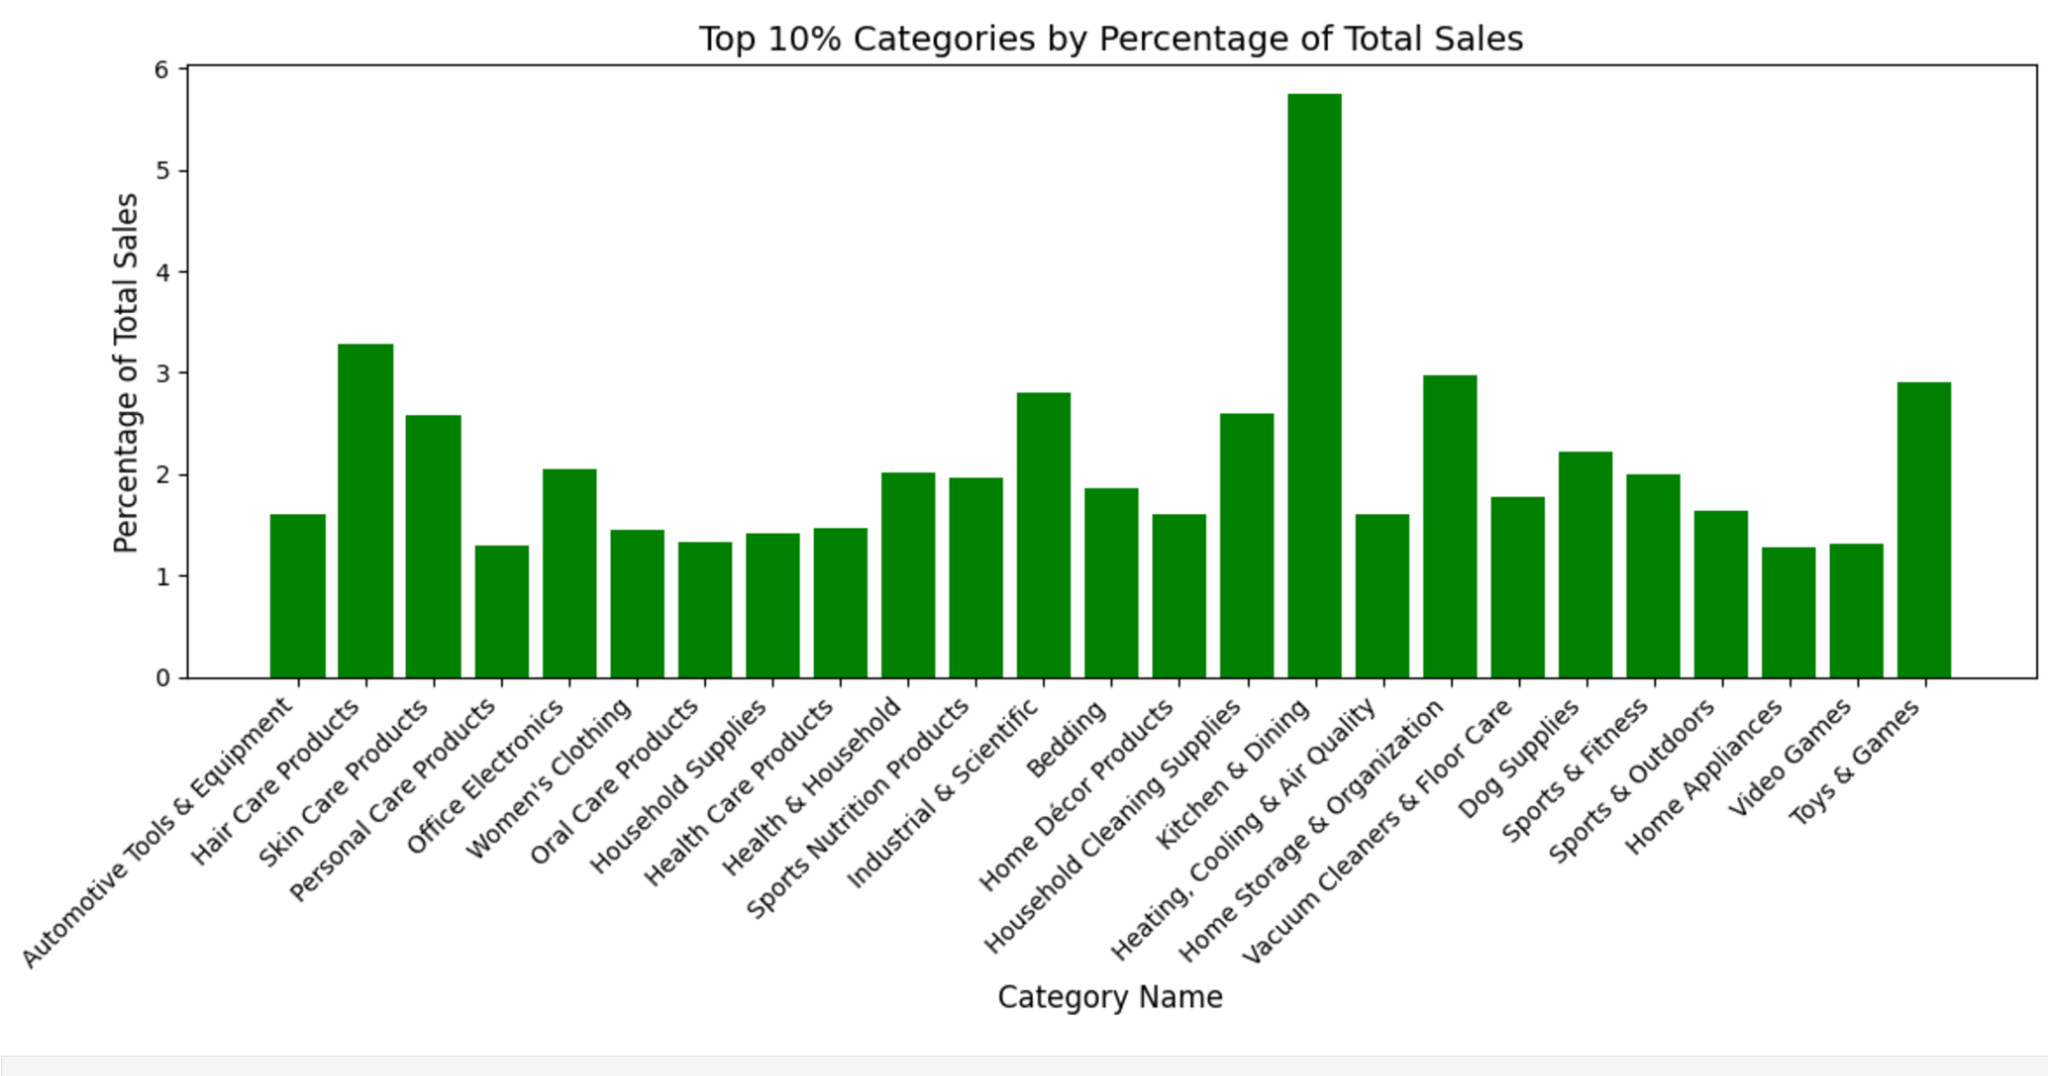 Top 10% Categories by Percentage of Total Sales
Percentage of Total Sales
6
5
4
3
2
1
0
Automotive Tools & Equipment
Hair Care Products
Skin Care Products
Personal Care Products
Office Electronics
Women's Clothing
Oral Care Products
Household Supplies
Health Care Products
Health & Household
Sports Nutrition Products
Industrial & Scientific
Bedding
Home Décor Products
Household Cleaning Supplies
Kitchen & Dining
Heating, Cooling & Air Quality
Home Storage & Organization
Vacuum Cleaners & Floor Care
Dog Supplies
Sports & Fitness
Sports & Outdoors
Home Appliances
Video Games
Toys & Games
Category Name